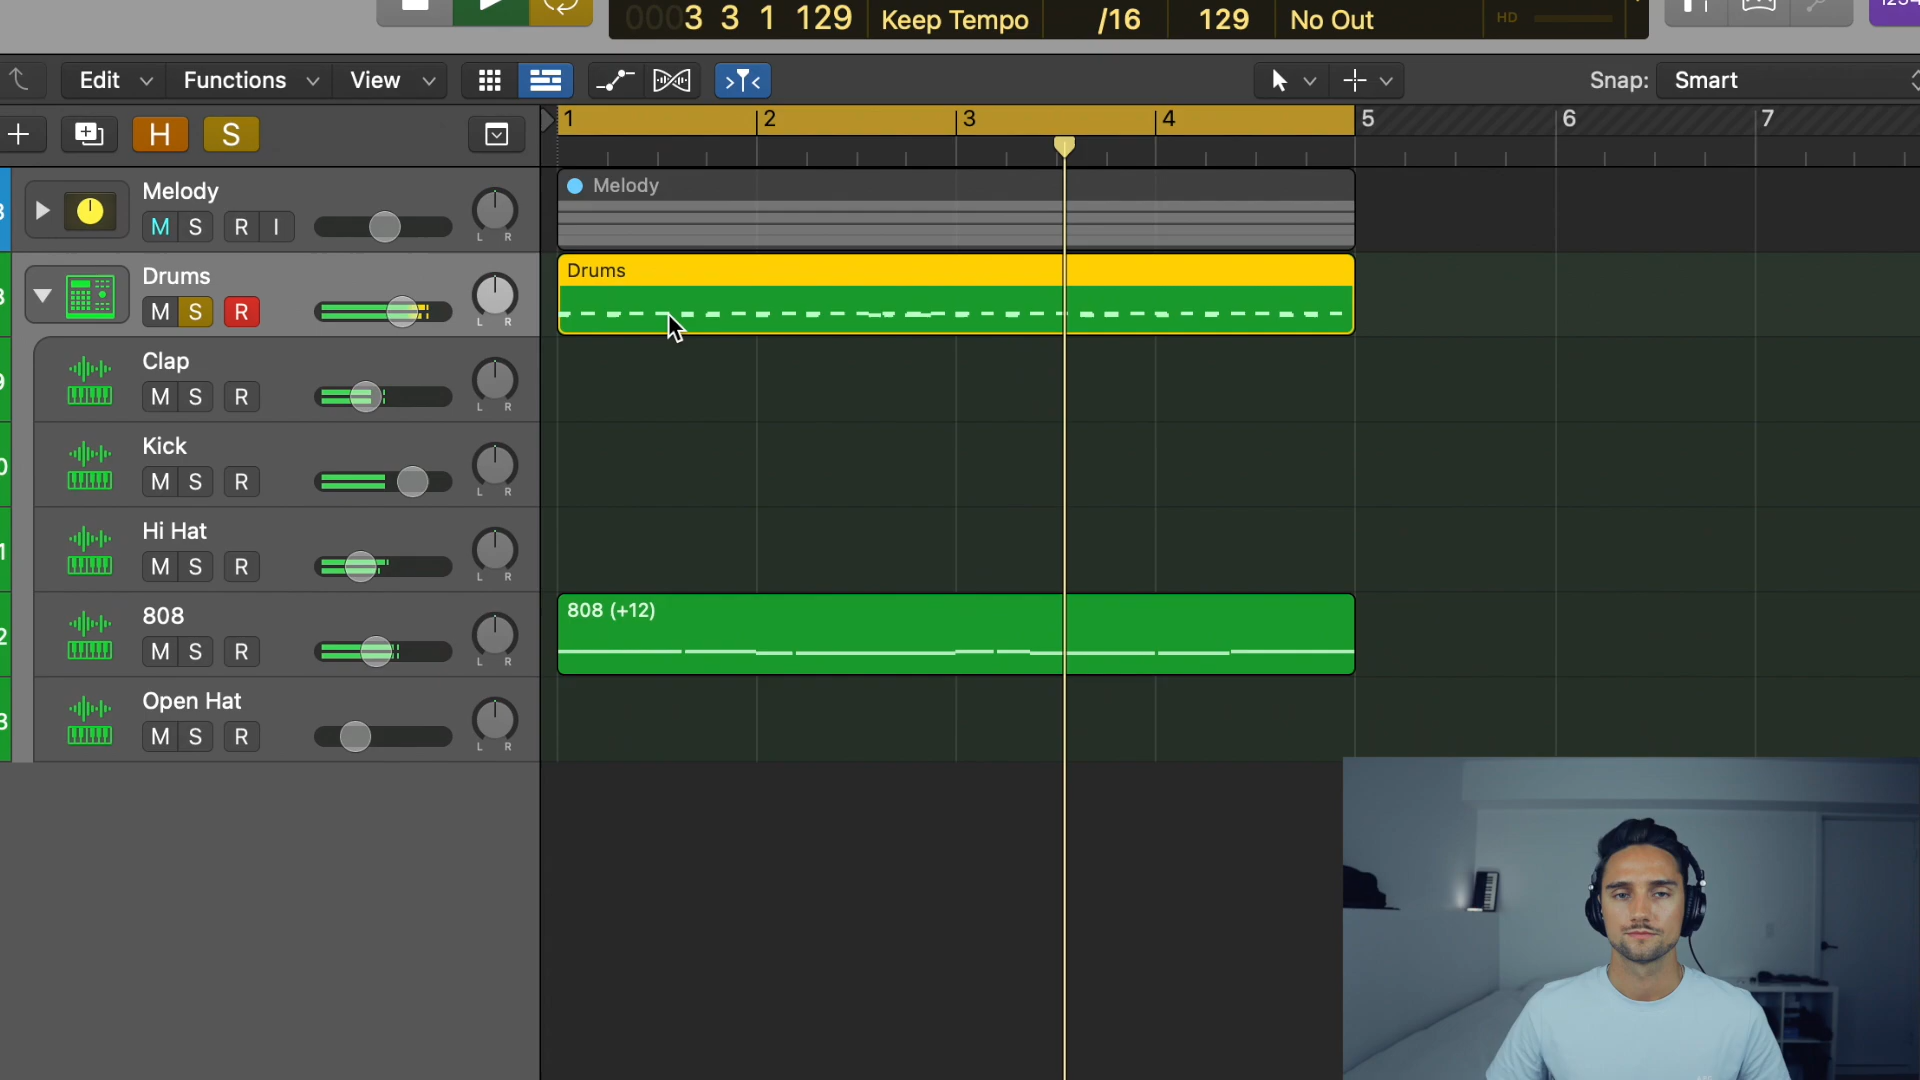 0003 3 1 129 Keep Tempo /16 129 No Out HD
Edit Functions View Snap: Smart
H S
1 2 3 4 5 6 7
Melody
M S R I
L R
Melody
Drums
M S R
L R
Drums
Clap
M S R
L R
Kick
M S R
L R
Hi Hat
M S R
L R
808
M S R
L R
808 (+12)
Open Hat
M S R
L R